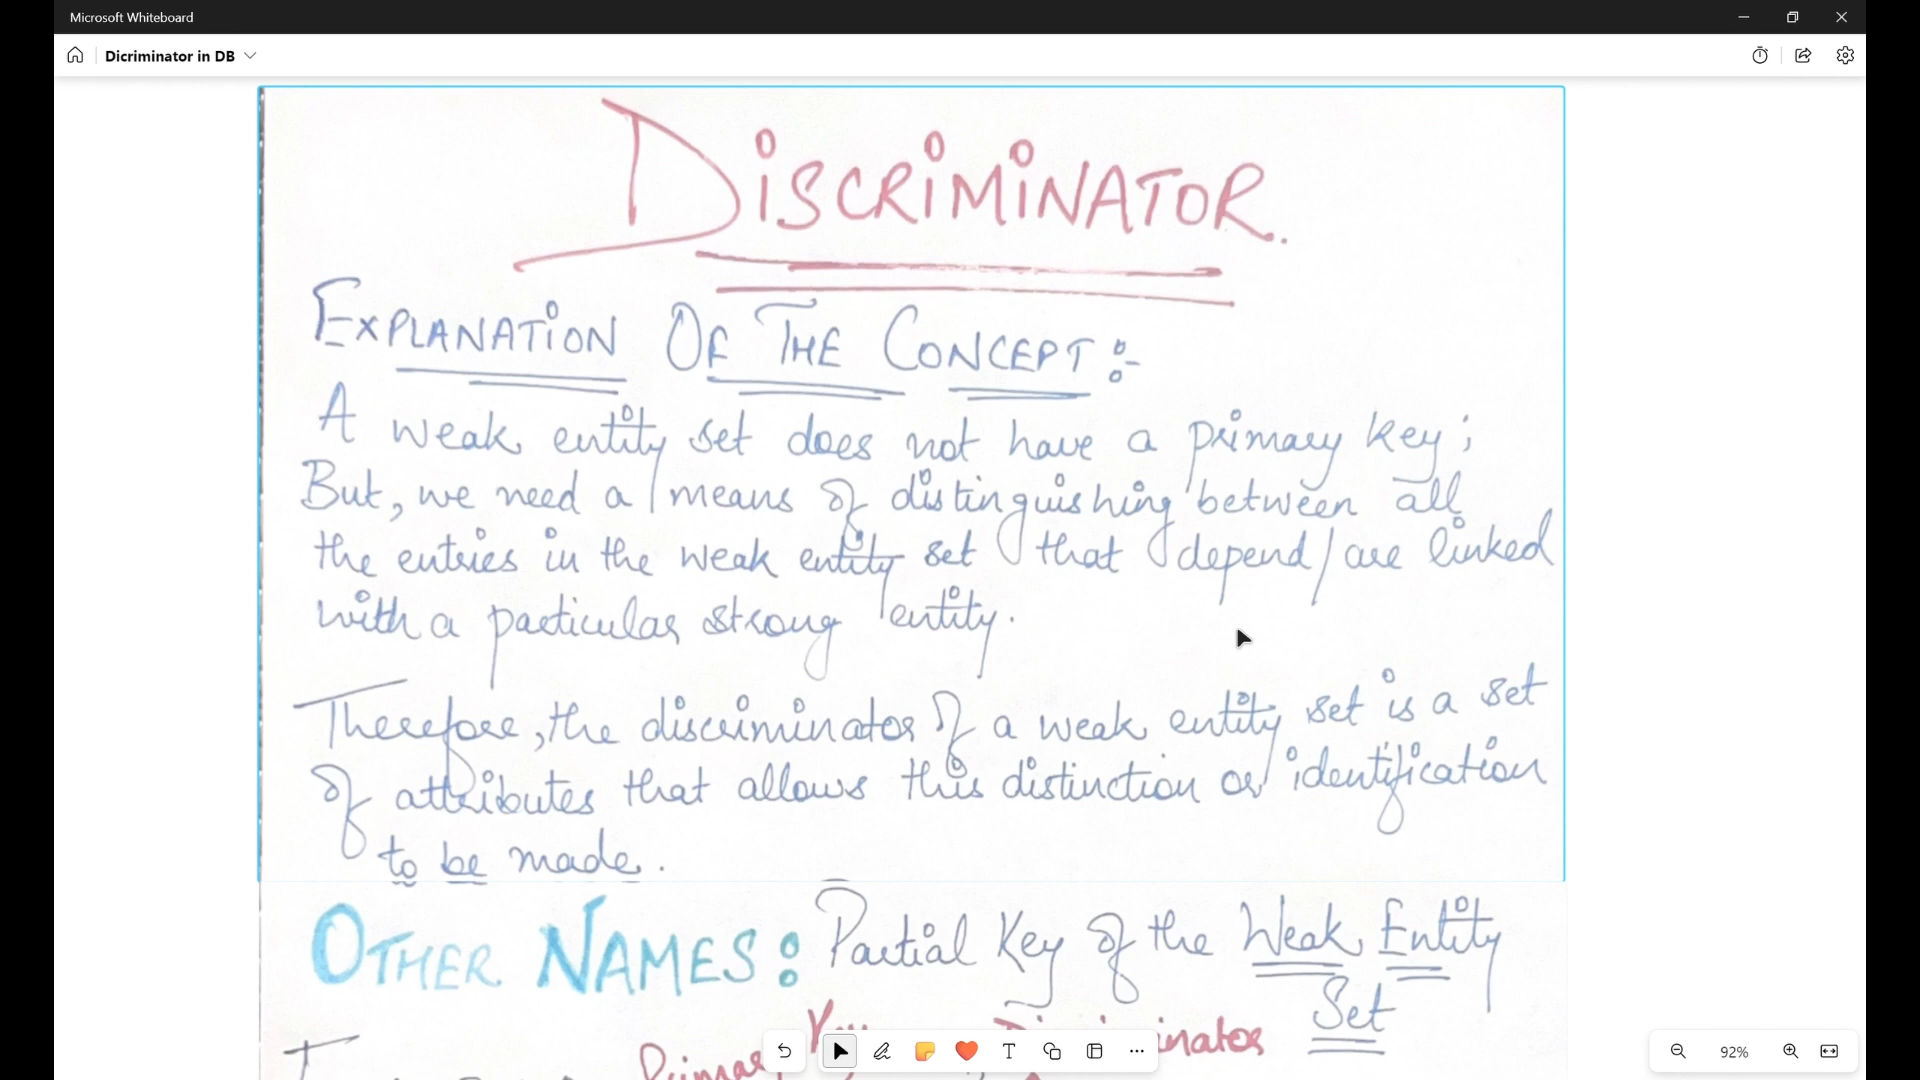 Microsoft Whiteboard
Dicriminator in DB
DISCRIMINATOR.
EXPLANATION OF THE CONCEPT :-
A weak entity set does not have a primary key;
But, we need a means of distinguishing between all
the entries in the weak entity set that depend/are linked
with a particular strong entity.
Therefore, the discriminator of a weak entity set is a set
of attributes that allows this distinction or identification
to be made.
OTHER NAMES: Partial Key of the Weak Entity
Set
92%